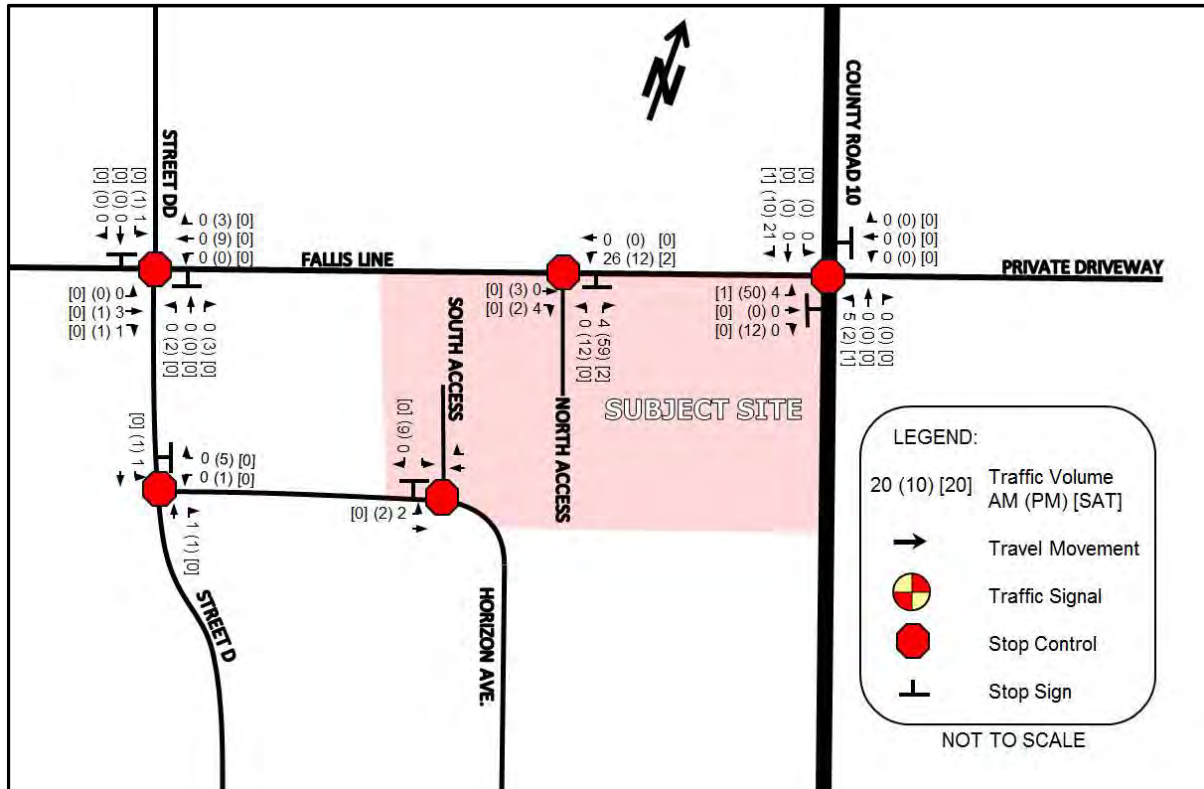 N
STREET DD
COUNTY ROAD 10
[0] (0) 0
[0] (0) 0
[0] (1) 1
0 (3) [0]
0 (9) [0]
0 (0) [0]
FALLIS LINE
0 (0) [0]
26 (12) [2]
[0] (0) 0
[0] (0) 0
[1] (10) 21
0 (0) [0]
0 (0) [0]
0 (0) [0]
PRIVATE DRIVEWAY
[0] (0) 0
[0] (1) 3
[0] (1) 1
0 (2) [0]
0 (0) [0]
0 (3) [0]
[0] (3) 0
[0] (2) 4
0 (12) [0]
4 (59) [2]
[1] (50) 4
[0] (0) 0
[0] (12) 0
5 (2) [1]
0 (0) [0]
0 (0) [0]
SOUTH ACCESS
NORTH ACCESS
SUBJECT SITE
[0] (1) 1
0 (5) [0]
0 (1) [0]
[0] (9) 0
[0] (2) 2
1 (1) [0]
STREET D
HORIZON AVE.
LEGEND:
20 (10) [20] Traffic Volume
AM (PM) [SAT]
Travel Movement
Traffic Signal
Stop Control
Stop Sign
NOT TO SCALE